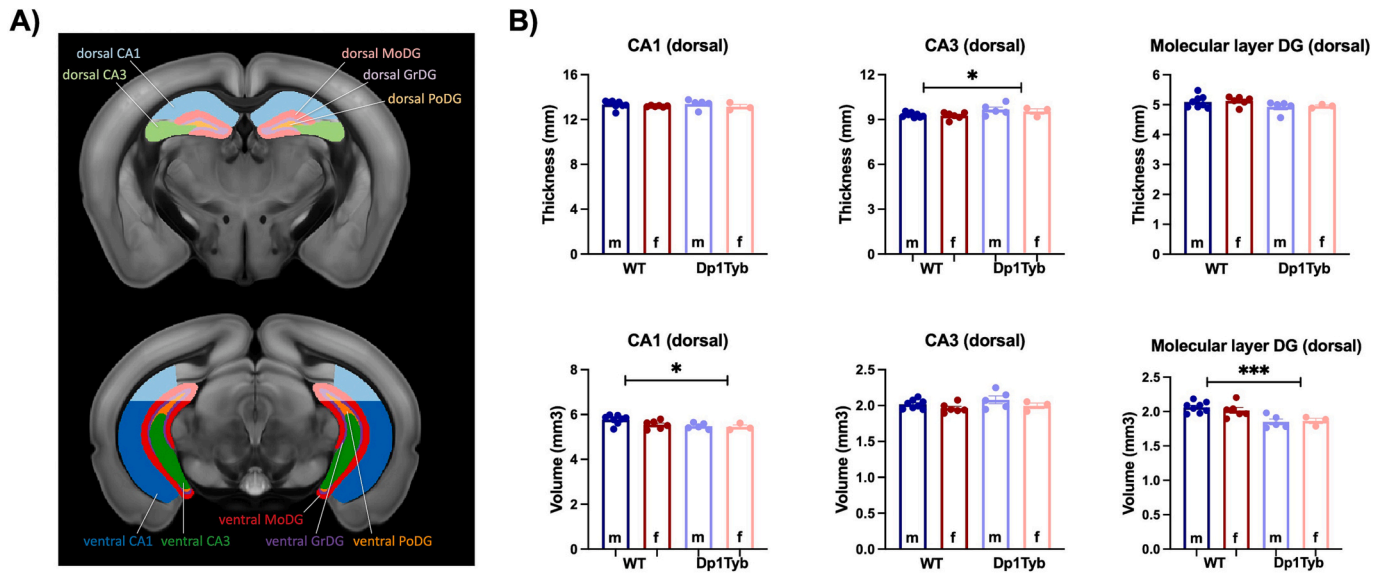 A)
dorsal CA1
dorsal MoDG
dorsal CA3
dorsal GrDG
dorsal PoDG
ventral MoDG
ventral CA1 ventral CA3 ventral GrDG ventral PoDG
B)
CA1 (dorsal)
Thickness (mm)
16
12
8
4
0
m f m f
WT Dp1Tyb
CA3 (dorsal)
Thickness (mm)
12
9
6
3
0
*
m f m f
WT Dp1Tyb
Molecular layer DG (dorsal)
Thickness (mm)
6
5
4
3
2
1
0
m f m f
WT Dp1Tyb
CA1 (dorsal)
Volume (mm3)
8
6
4
2
0
*
m f m f
WT Dp1Tyb
CA3 (dorsal)
Volume (mm3)
2.5
2.0
1.5
1.0
0.5
0.0
m f m f
WT Dp1Tyb
Molecular layer DG (dorsal)
Volume (mm3)
2.5
2.0
1.5
1.0
0.5
0.0
***
m f m f
WT Dp1Tyb